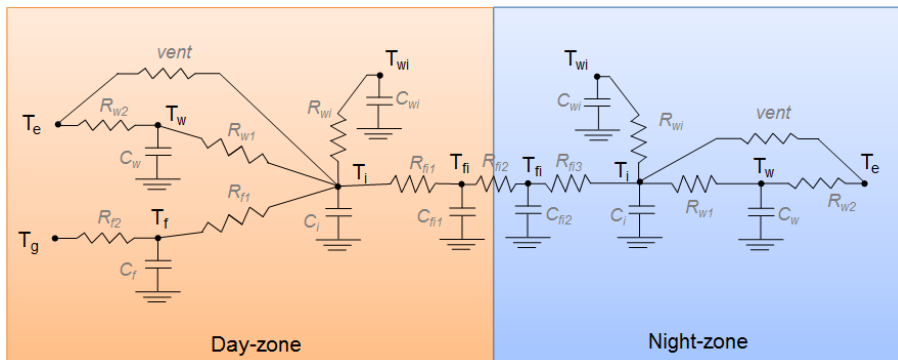 vent
T_wi
R_w2
T_w
R_wi
C_wi
T_e
C_w
R_w1
T_i
R_fi1
T_fi
R_fi2
R_f1
C_i
C_fi1
T_g
R_f2
T_f
C_f
Day-zone
T_wi
C_wi
R_wi
vent
T_fi
R_fi3
T_i
T_w
T_e
C_fi2
C_i
R_w1
C_w
R_w2
Night-zone